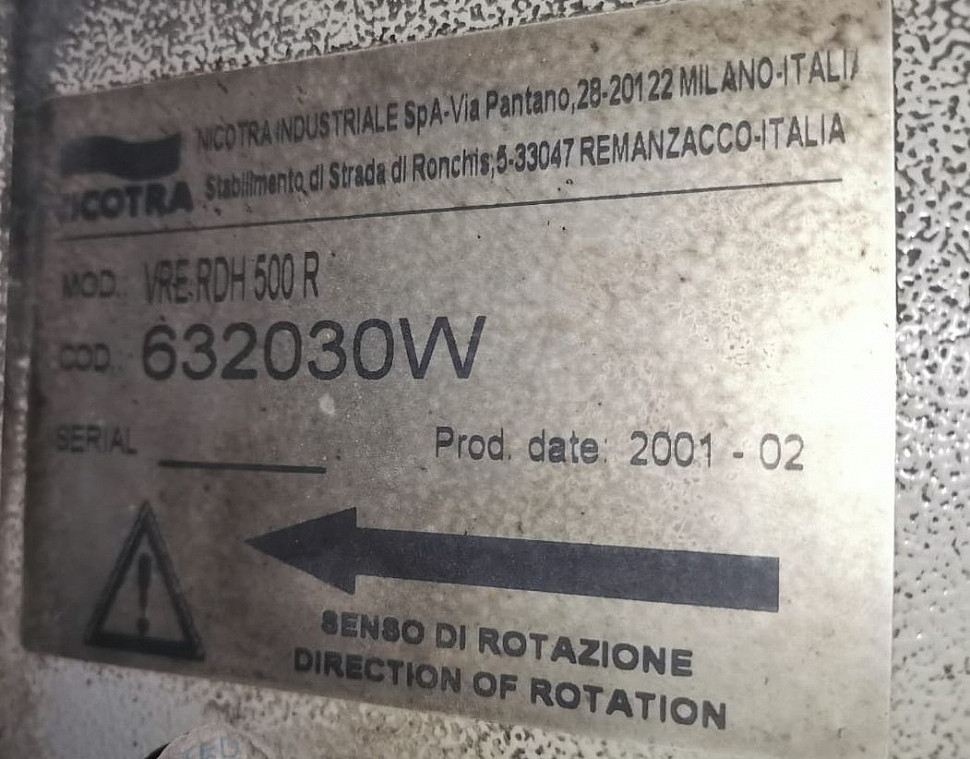 NICOTRA INDUSTRIALE SpA-Via Pantano,28-20122 MILANO-ITALIA
Stabilimento di Strada di Ronchis,5-33047 REMANZACCO-ITALIA
NICOTRA
MOD.: VRE.RDH 500 R
COD.: 632030W
SERIAL
Prod. date: 2001 - 02
SENSO DI ROTAZIONE
DIRECTION OF ROTATION